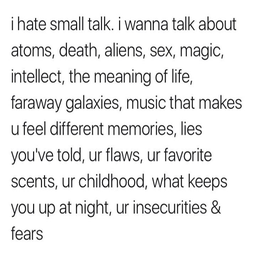 i hate small talk. i wanna talk about
atoms, death, aliens, sex, magic,
intellect, the meaning of life,
faraway galaxies, music that makes
u feel different memories, lies
you've told, ur flaws, ur favorite
scents, ur childhood, what keeps
you up at night, ur insecurities &
fears